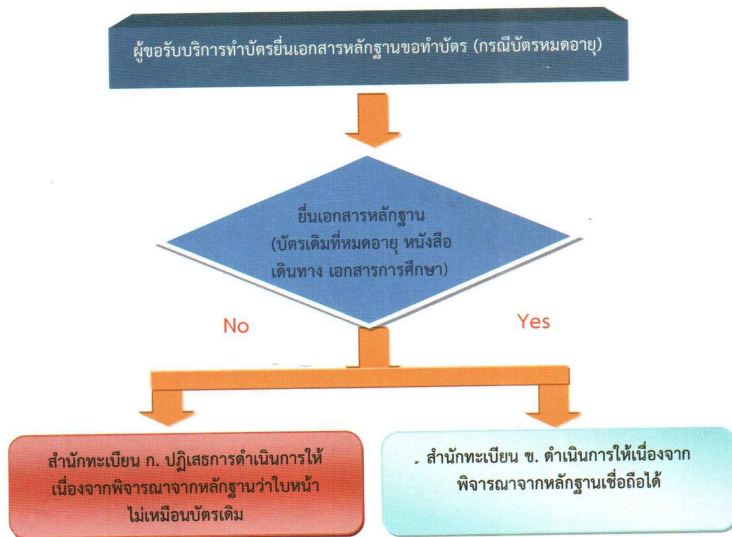 ผู้ขอรับบริการทำบัตรยื่นเอกสารหลักฐานขอทำบัตร (กรณีบัตรหมดอายุ)
ยื่นเอกสารหลักฐาน
(บัตรเดิมที่หมดอายุ หนังสือ
เดินทาง เอกสารการศึกษา)
No
Yes
สำนักทะเบียน ก. ปฏิเสธการดำเนินการให้
เนื่องจากพิจารณาจากหลักฐานว่าใบหน้า
ไม่เหมือนบัตรเดิม
สำนักทะเบียน ข. ดำเนินการให้เนื่องจาก
พิจารณาจากหลักฐานเชื่อถือได้